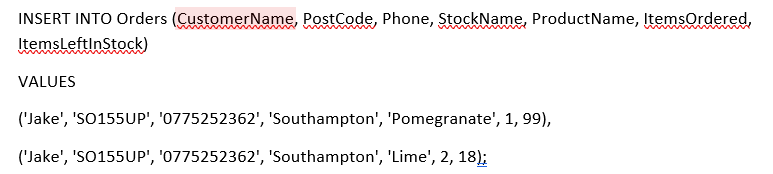 INSERT INTO Orders (CustomerName, PostCode, Phone, StockName, ProductName, ItemsOrdered,
ItemsLeftInStock)
VALUES
('Jake', 'SO155UP', '0775252362', 'Southampton', 'Pomegranate', 1, 99),
('Jake', 'SO155UP', '0775252362', 'Southampton', 'Lime', 2, 18);